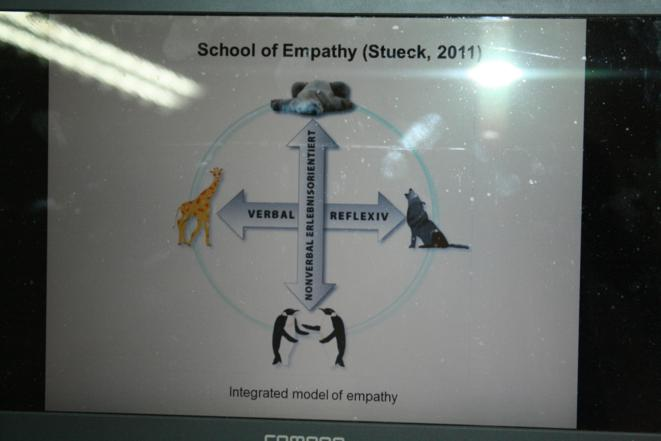 School of Empathy (Stueck, 2011)
NONVERBAL ERLEBNISORIENTIERT
VERBAL REFLEXIV
Integrated model of empathy